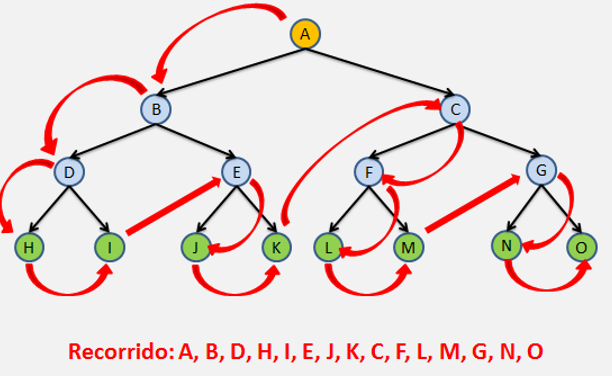 A
B
C
D
E
F
G
H
I
J
K
L
M
N
O
Recorrido: A, B, D, H, I, E, J, K, C, F, L, M, G, N, O